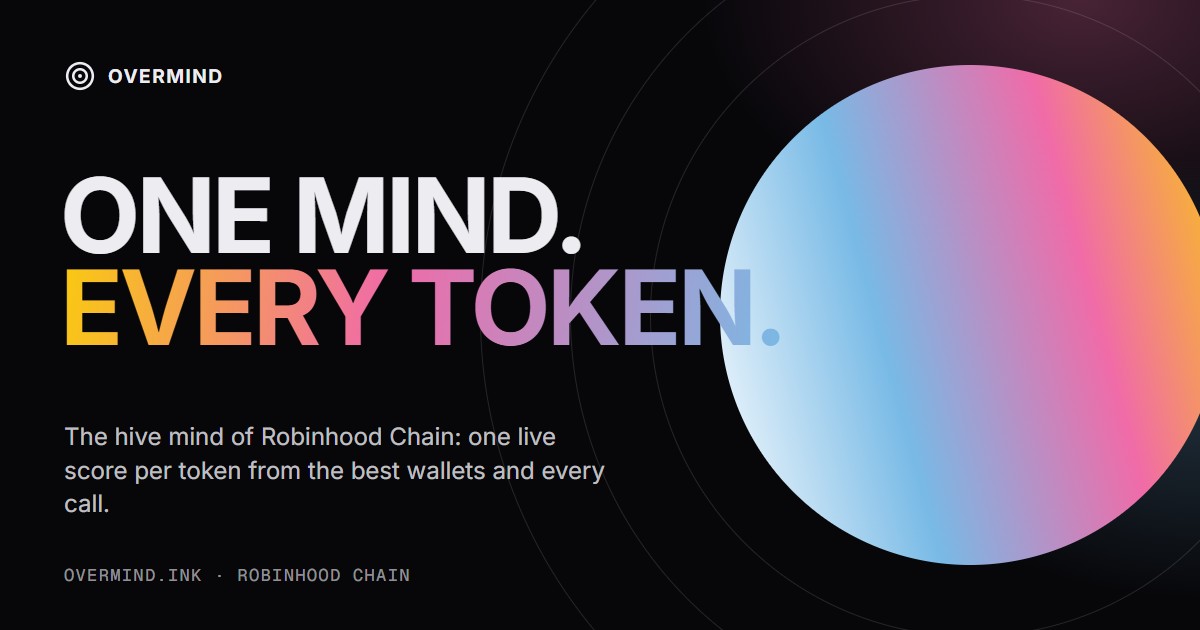 OVERMIND
ONE MIND.
EVERY TOKEN.
The hive mind of Robinhood Chain: one live
score per token from the best wallets and every
call.
OVERMIND.INK · ROBINHOOD CHAIN